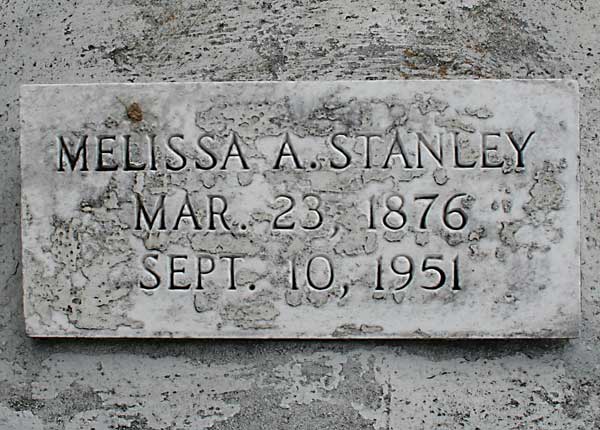 MELISSA A. STANLEY
MAR. 23, 1876
SEPT. 10, 1951